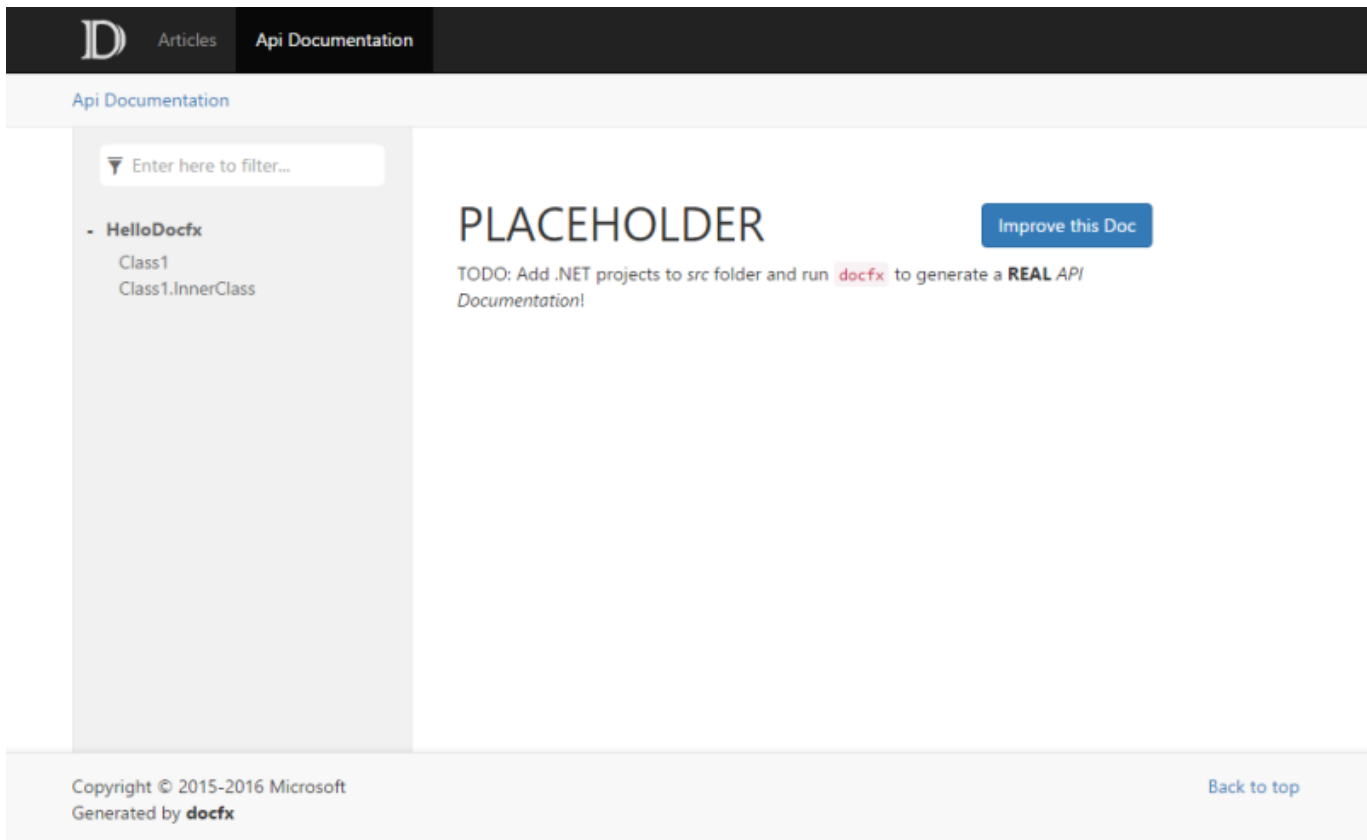 D Articles Api Documentation
Api Documentation
Enter here to filter...
- HelloDocfx
Class1
Class1.InnerClass
PLACEHOLDER
Improve this Doc
TODO: Add .NET projects to src folder and run docfx to generate a REAL API
Documentation!
Copyright © 2015-2016 Microsoft
Generated by docfx
Back to top